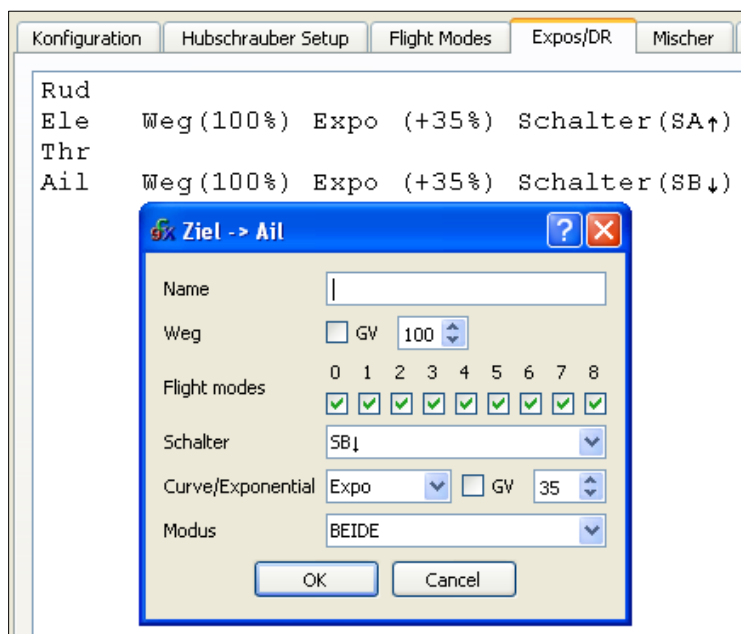 Konfiguration Hubschrauber Setup Flight Modes Expos/DR Mischer
Rud
Ele Weg(100%) Expo (+35%) Schalter(SA↑)
Thr
Ail Weg(100%) Expo (+35%) Schalter(SB↓)
Ziel -> Ail
Name
Weg GV 100
0 1 2 3 4 5 6 7 8
Flight modes
Schalter SB↓
Curve/Exponential Expo GV 35
Modus BEIDE
OK Cancel